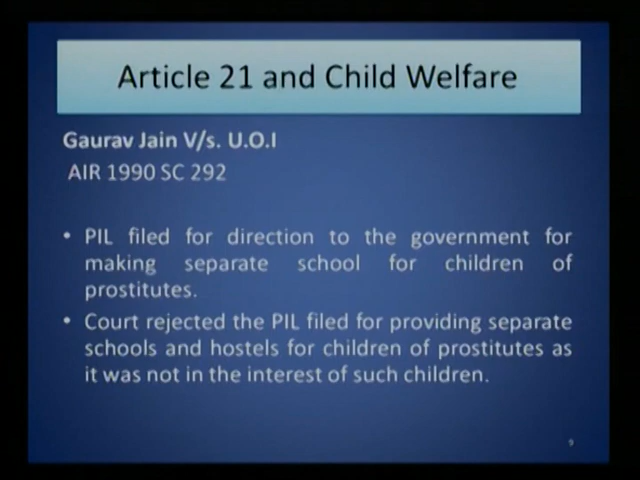 Article 21 and Child Welfare
Gaurav Jain V/s. U.O.I
AIR 1990 SC 292
• PIL filed for direction to the government for
making separate school for children of
prostitutes.
• Court rejected the PIL filed for providing separate
schools and hostels for children of prostitutes as
it was not in the interest of such children.
9